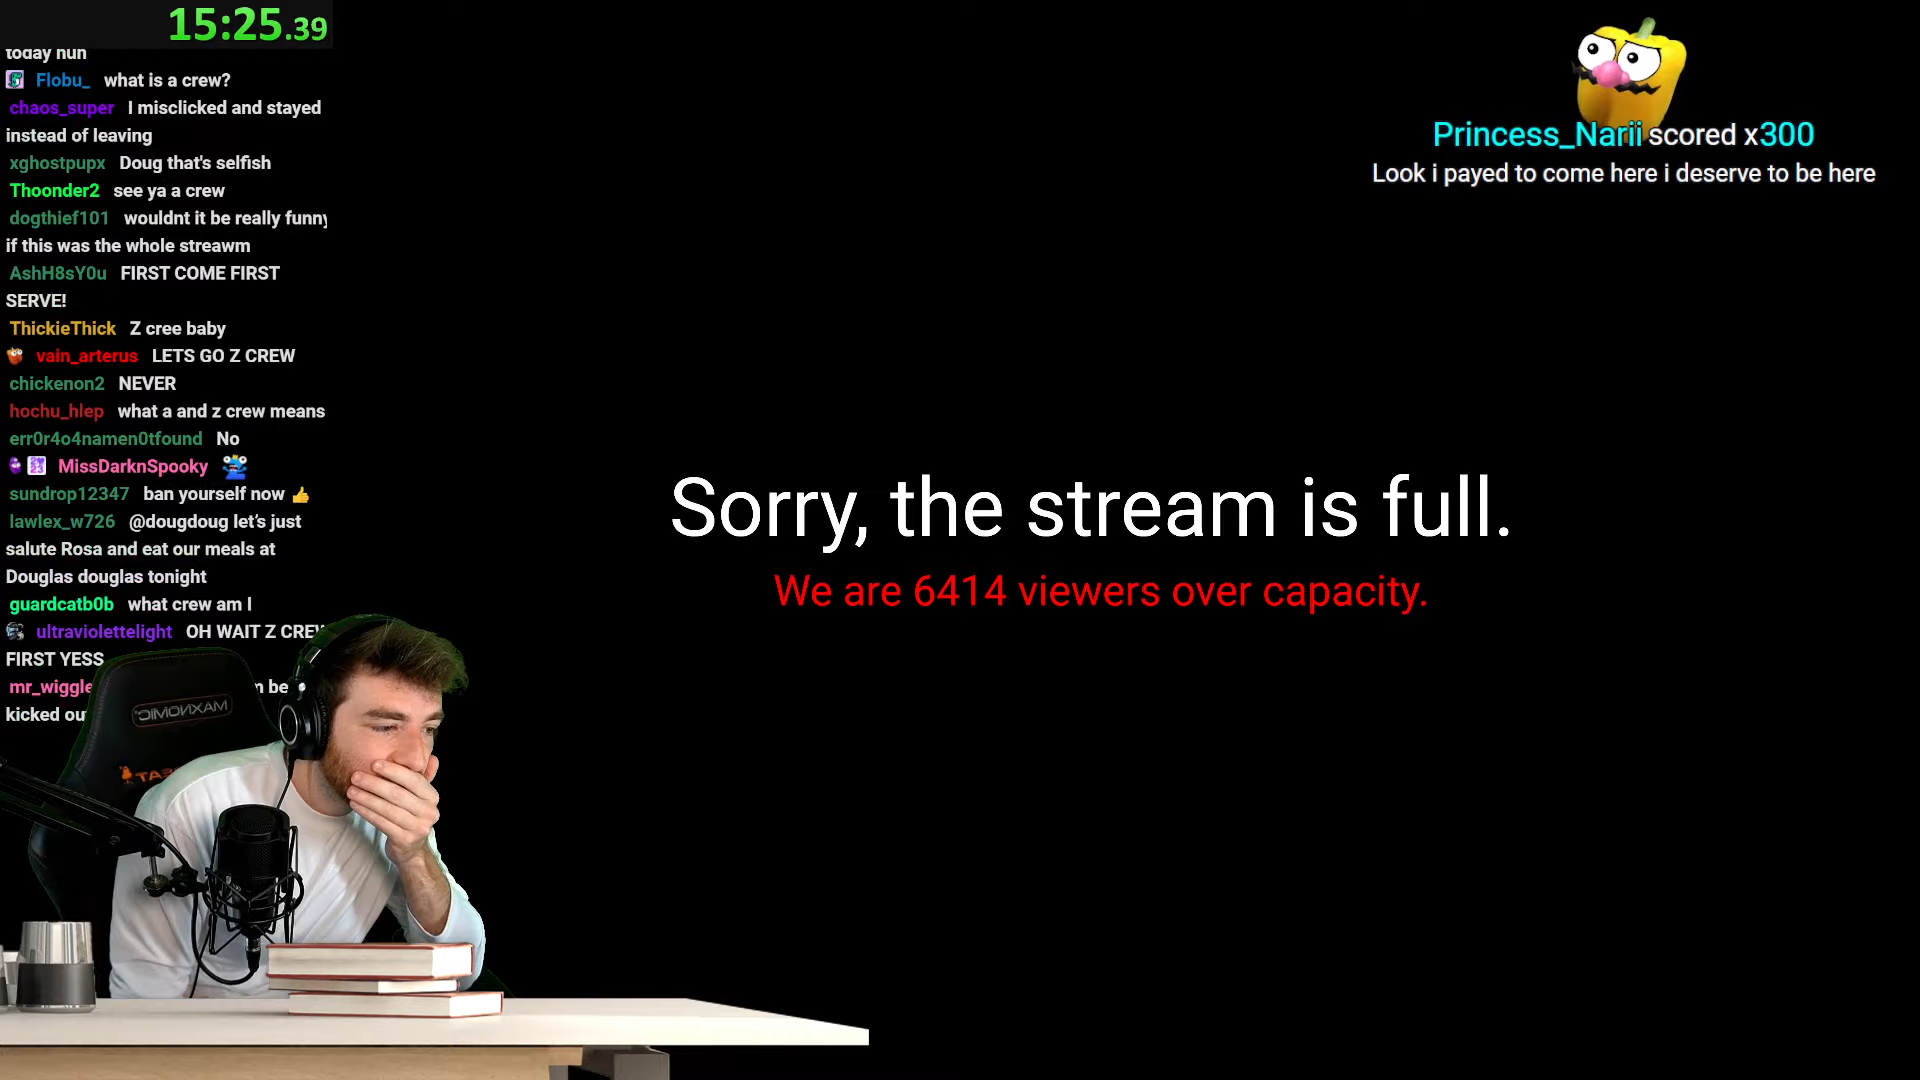 15:25.39
today huh
Flobu_ what is a crew?
chaos_super I misclicked and stayed
instead of leaving
xghostpupx Doug that's selfish
Thoonder2 see ya a crew
dogthief101 wouldnt it be really funny
if this was the whole streawm
AshH8sY0u FIRST COME FIRST
SERVE!
ThickieThick Z cree baby
vain_arterus LETS GO Z CREW
chickenon2 NEVER
hochu_hlep what a and z crew means
err0r4o4namen0tfound No
MissDarknSpooky
sundrop12347 ban yourself now 👍
lawlex_w726 @dougdoug let's just
salute Rosa and eat our meals at
Douglas douglas tonight
guardcatb0b what crew am I
ultraviolettelight OH WAIT Z CREW
FIRST YESS
mr_wiggle be
kicked ou
Princess_Narii scored x300
Look i payed to come here i deserve to be here
Sorry, the stream is full.
We are 6414 viewers over capacity.
MAXNOMIC